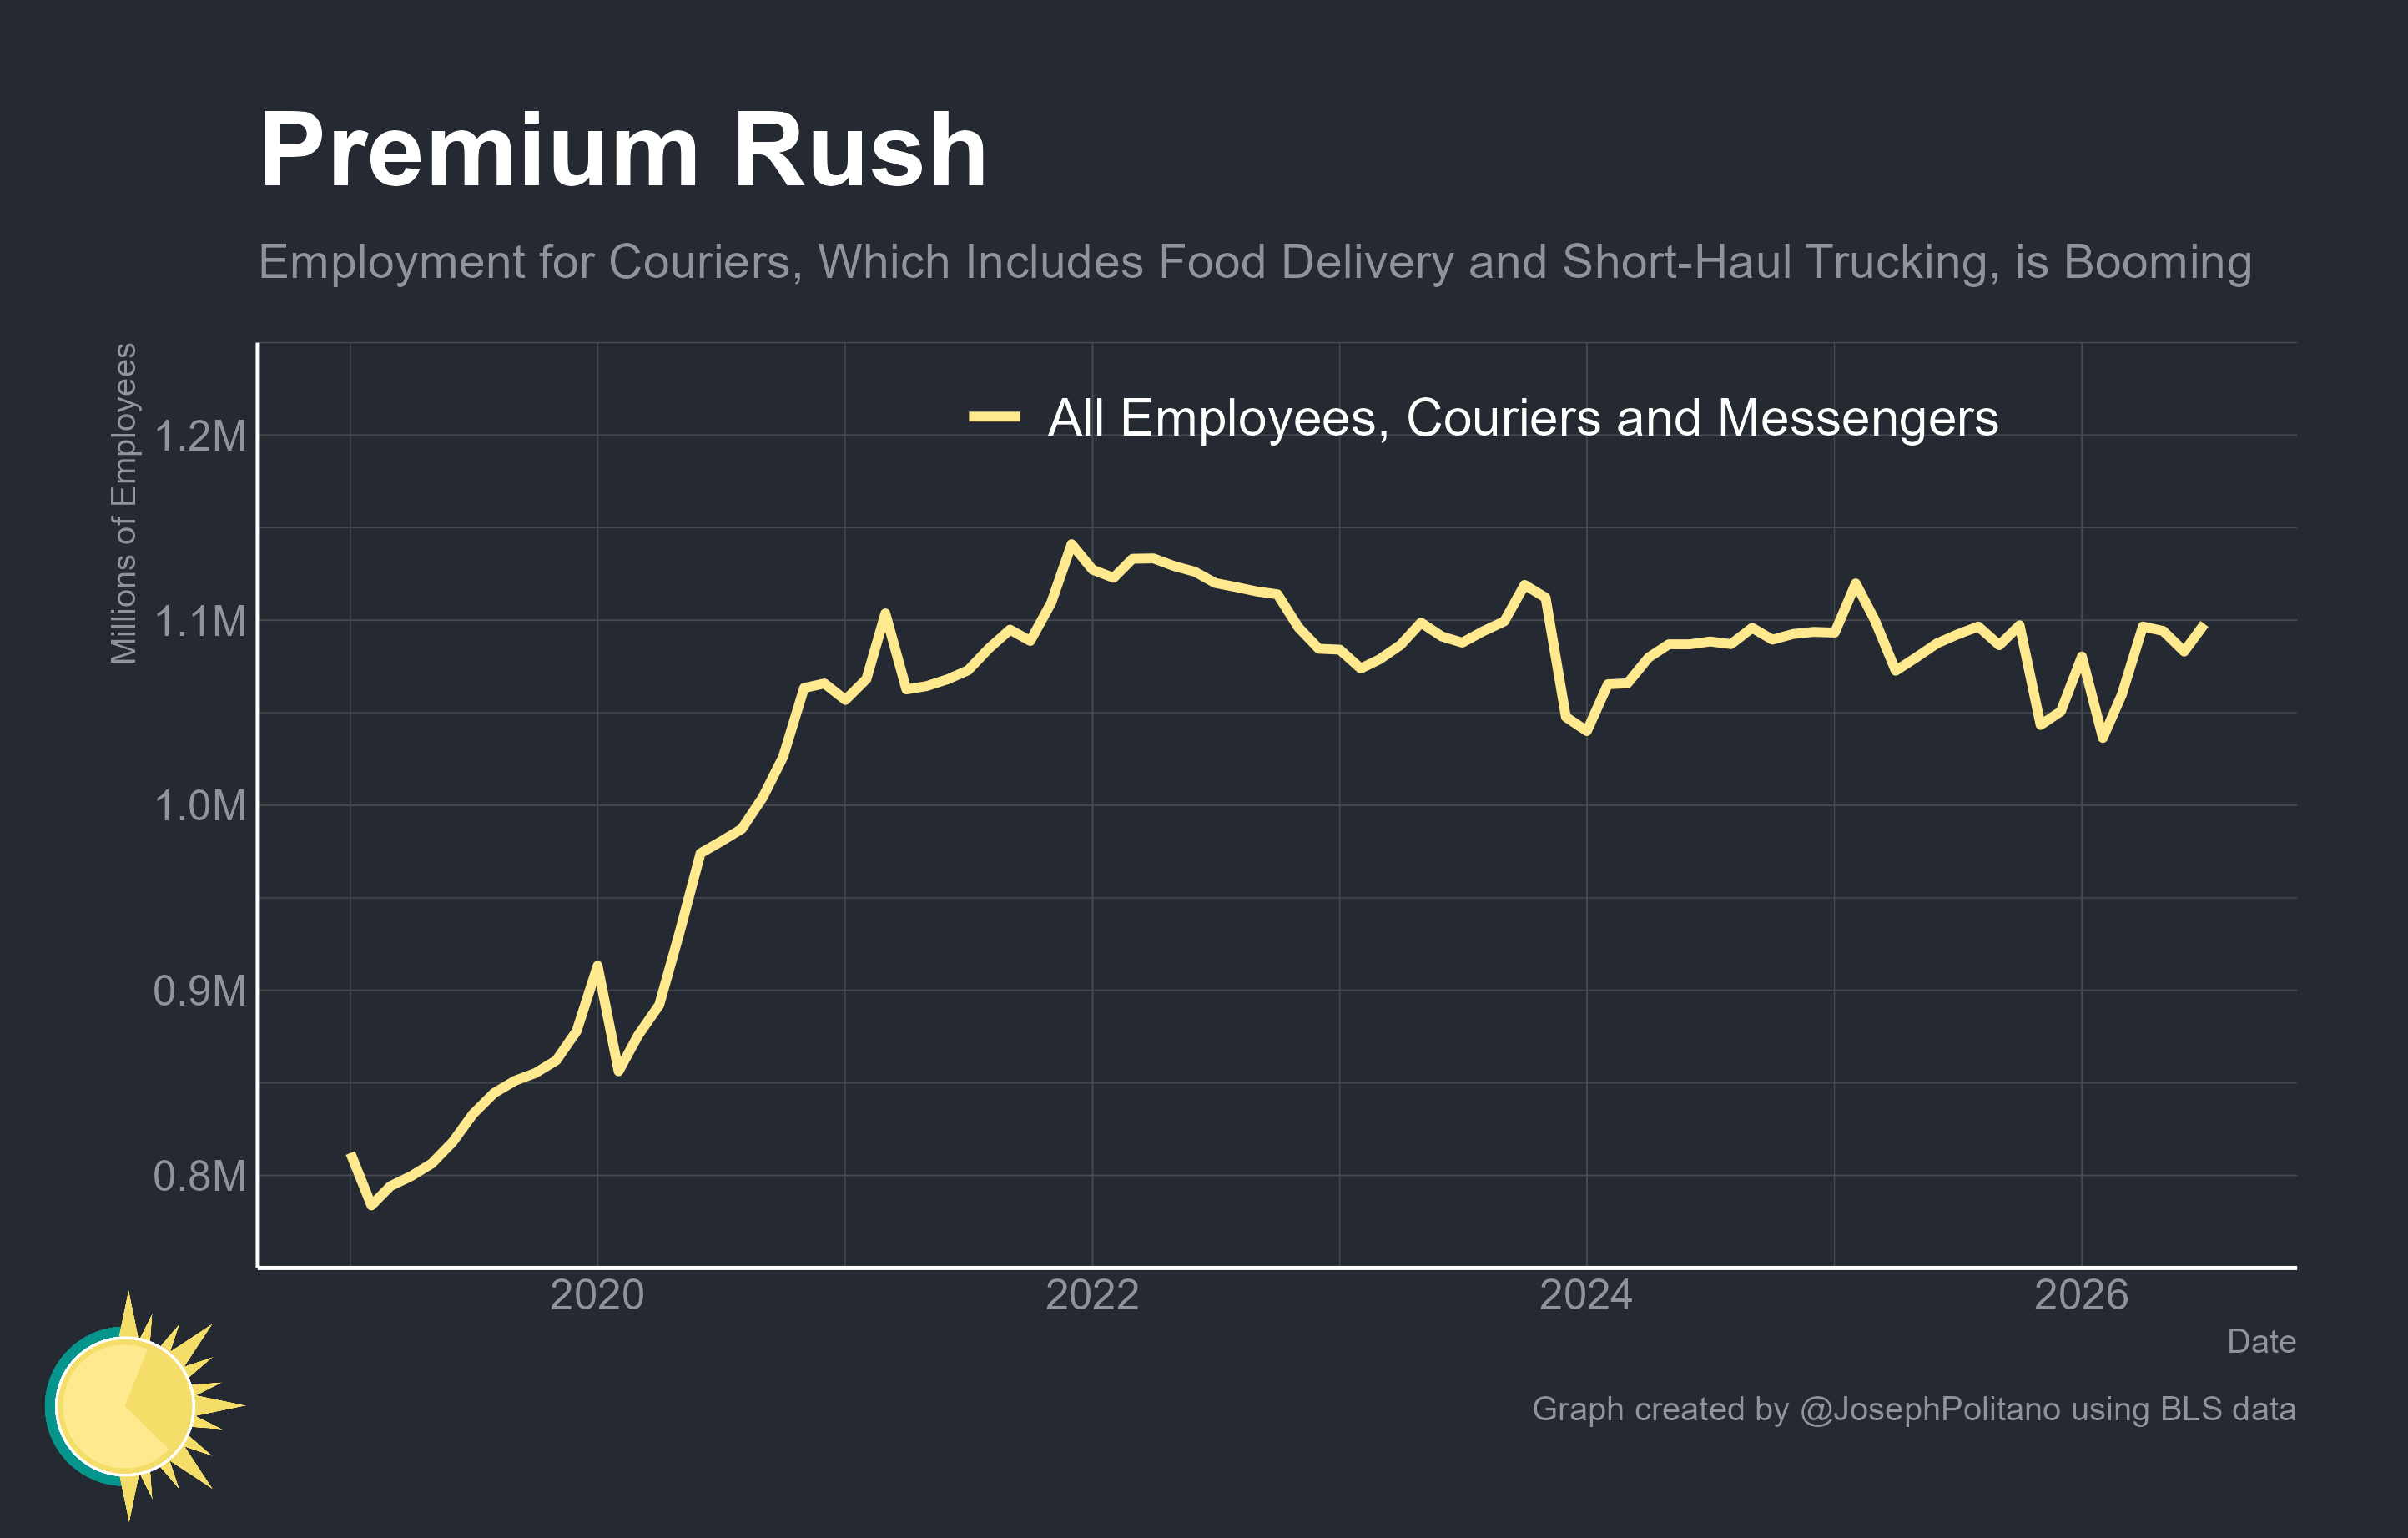 Premium Rush
Employment for Couriers, Which Includes Food Delivery and Short-Haul Trucking, is Booming
Millions of Employees
All Employees, Couriers and Messengers
1.2M
1.1M
1.0M
0.9M
0.8M
2020 2022 2024 2026
Date
Graph created by @JosephPolitano using BLS data